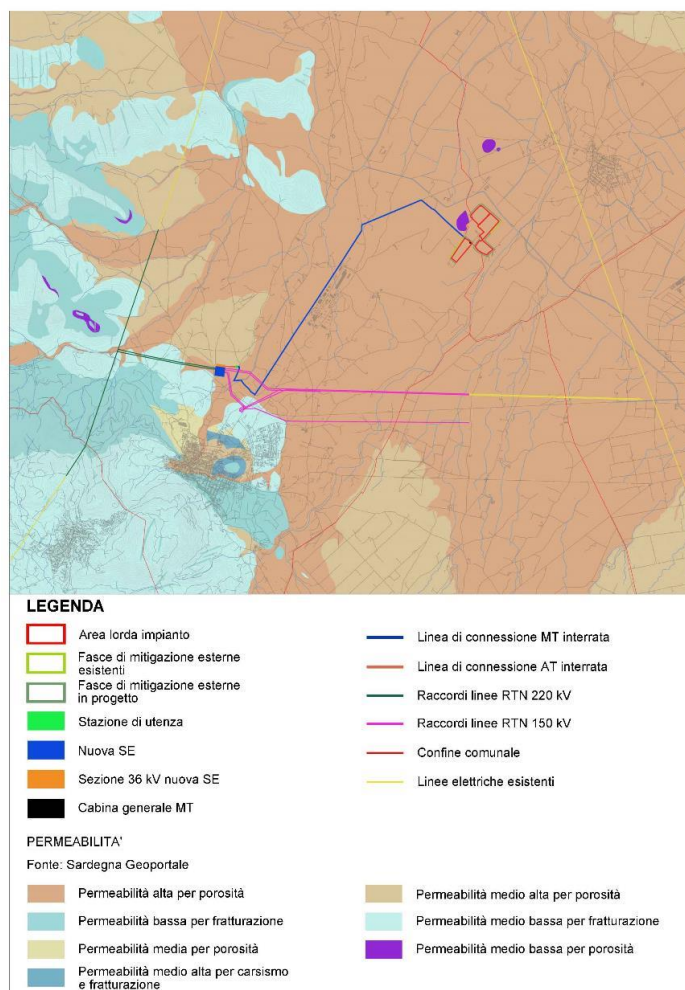 LEGENDA
Area lorda impianto
Fasce di mitigazione esterne
esistenti
Fasce di mitigazione esterne
in progetto
Stazione di utenza
Nuova SE
Sezione 36 kV nuova SE
Cabina generale MT
Linea di connessione MT interrata
Linea di connessione AT interrata
Raccordi linee RTN 220 kV
Raccordi linee RTN 150 kV
Confine comunale
Linee elettriche esistenti
PERMEABILITA'
Fonte: Sardegna Geoportale
Permeabilità alta per porosità
Permeabilità bassa per fratturazione
Permeabilità media per porosità
Permeabilità medio alta per carsismo
e fratturazione
Permeabilità medio alta per porosità
Permeabilità medio bassa per fratturazione
Permeabilità medio bassa per porosità